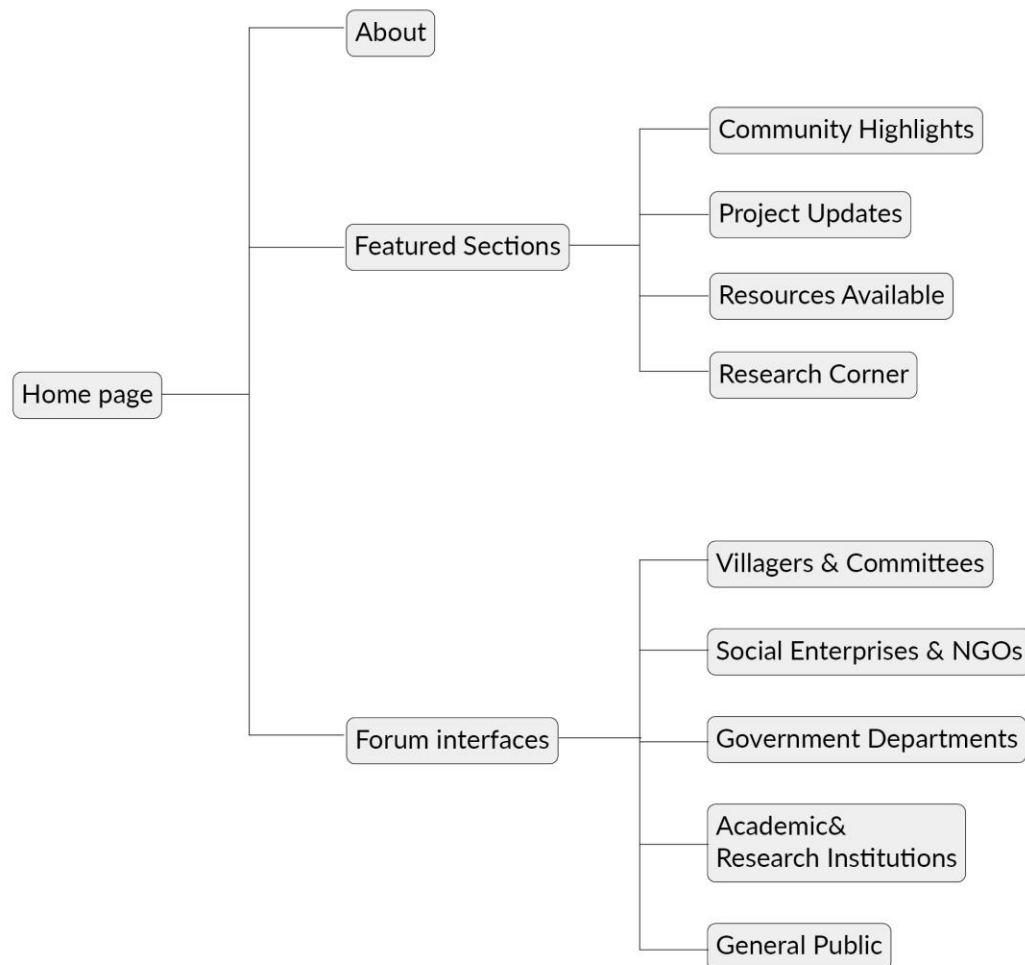 Home page
About
Featured Sections
Community Highlights
Project Updates
Resources Available
Research Corner
Forum interfaces
Villagers & Committees
Social Enterprises & NGOs
Government Departments
Academic&
Research Institutions
General Public